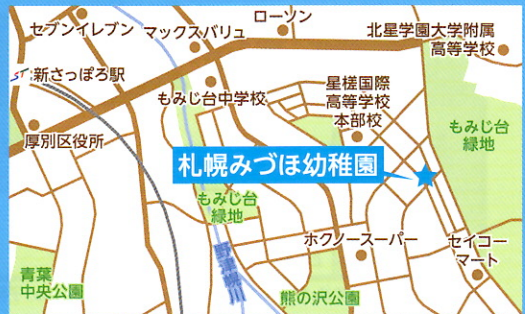 セブンイレブン
マックスバリュ
ローソン
北星学園大学附属
高等学校
新さっぽろ駅
もみじ台中学校
星槎国際
高等学校
本部校
もみじ台
緑地
厚別区役所
札幌みづほ幼稚園
もみじ台
緑地
野津幌川
ホクノースーパー
セイコー
マート
青葉
中央公園
熊の沢公園